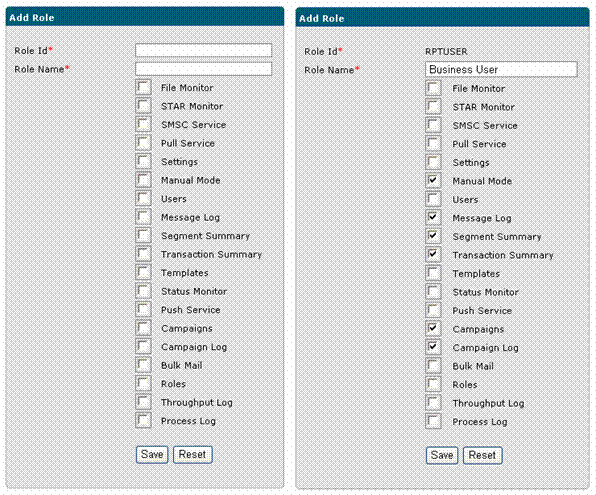 Add Role
Role Id*
Role Name*
File Monitor
STAR Monitor
SMSC Service
Pull Service
Settings
Manual Mode
Users
Message Log
Segment Summary
Transaction Summary
Templates
Status Monitor
Push Service
Campaigns
Campaign Log
Bulk Mail
Roles
Throughput Log
Process Log
Save Reset
Add Role
Role Id* RPTUSER
Role Name* Business User
File Monitor
STAR Monitor
SMSC Service
Pull Service
Settings
Manual Mode
Users
Message Log
Segment Summary
Transaction Summary
Templates
Status Monitor
Push Service
Campaigns
Campaign Log
Bulk Mail
Roles
Throughput Log
Process Log
Save Reset